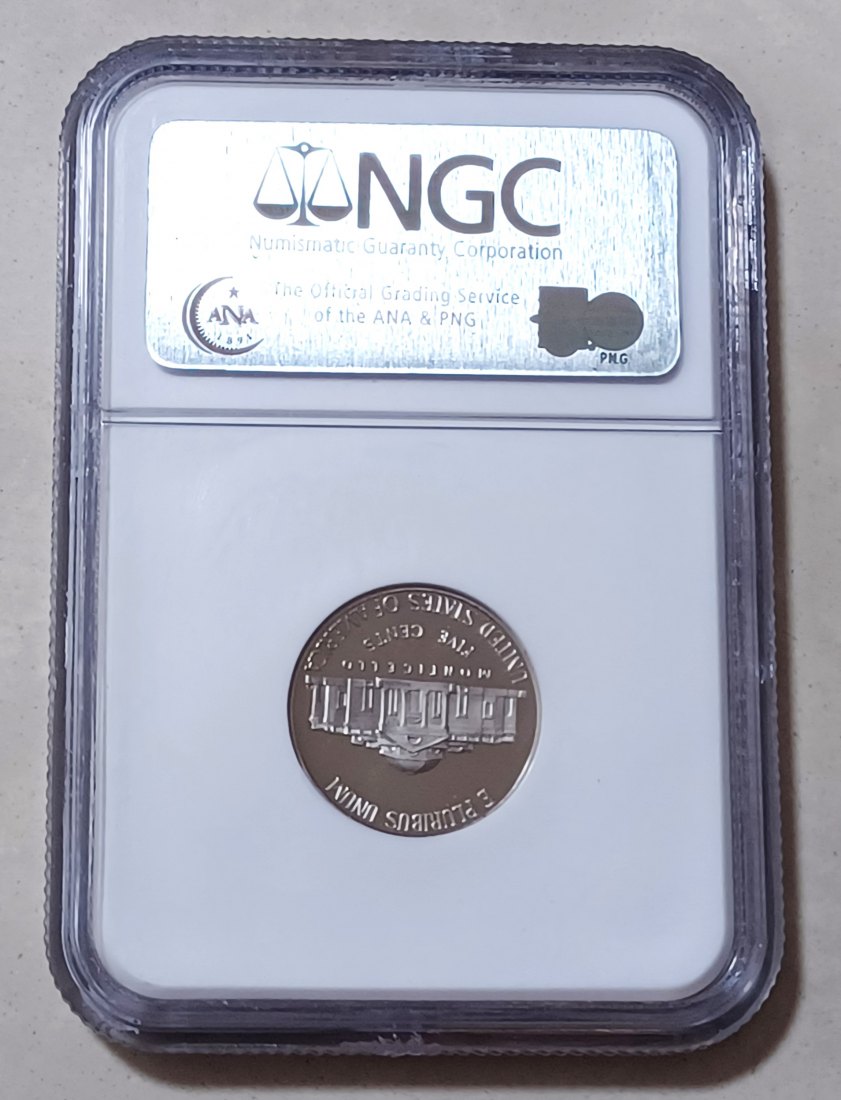 NGC
Numismatic Guaranty Corporation
The Official Grading Service
of the ANA & PNG
ANA
1891
PNG
E PLURIBUS UNUM
MONTICELLO
FIVE CENTS
UNITED STATES OF AMERICA